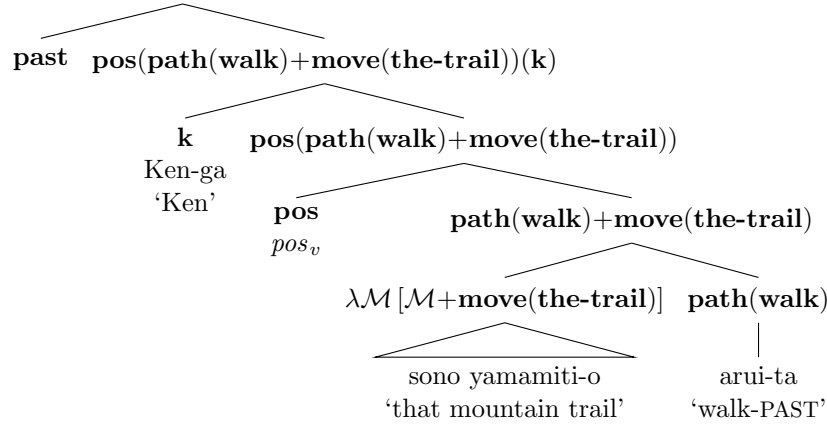 past pos(path(walk)+move(the-trail))(k)
k pos(path(walk)+move(the-trail))
Ken-ga
‘Ken’
pos path(walk)+move(the-trail)
pos_v
λℳ [ℳ+move(the-trail)] path(walk)
sono yamamiti-o arui-ta
‘that mountain trail’ ‘walk-PAST’